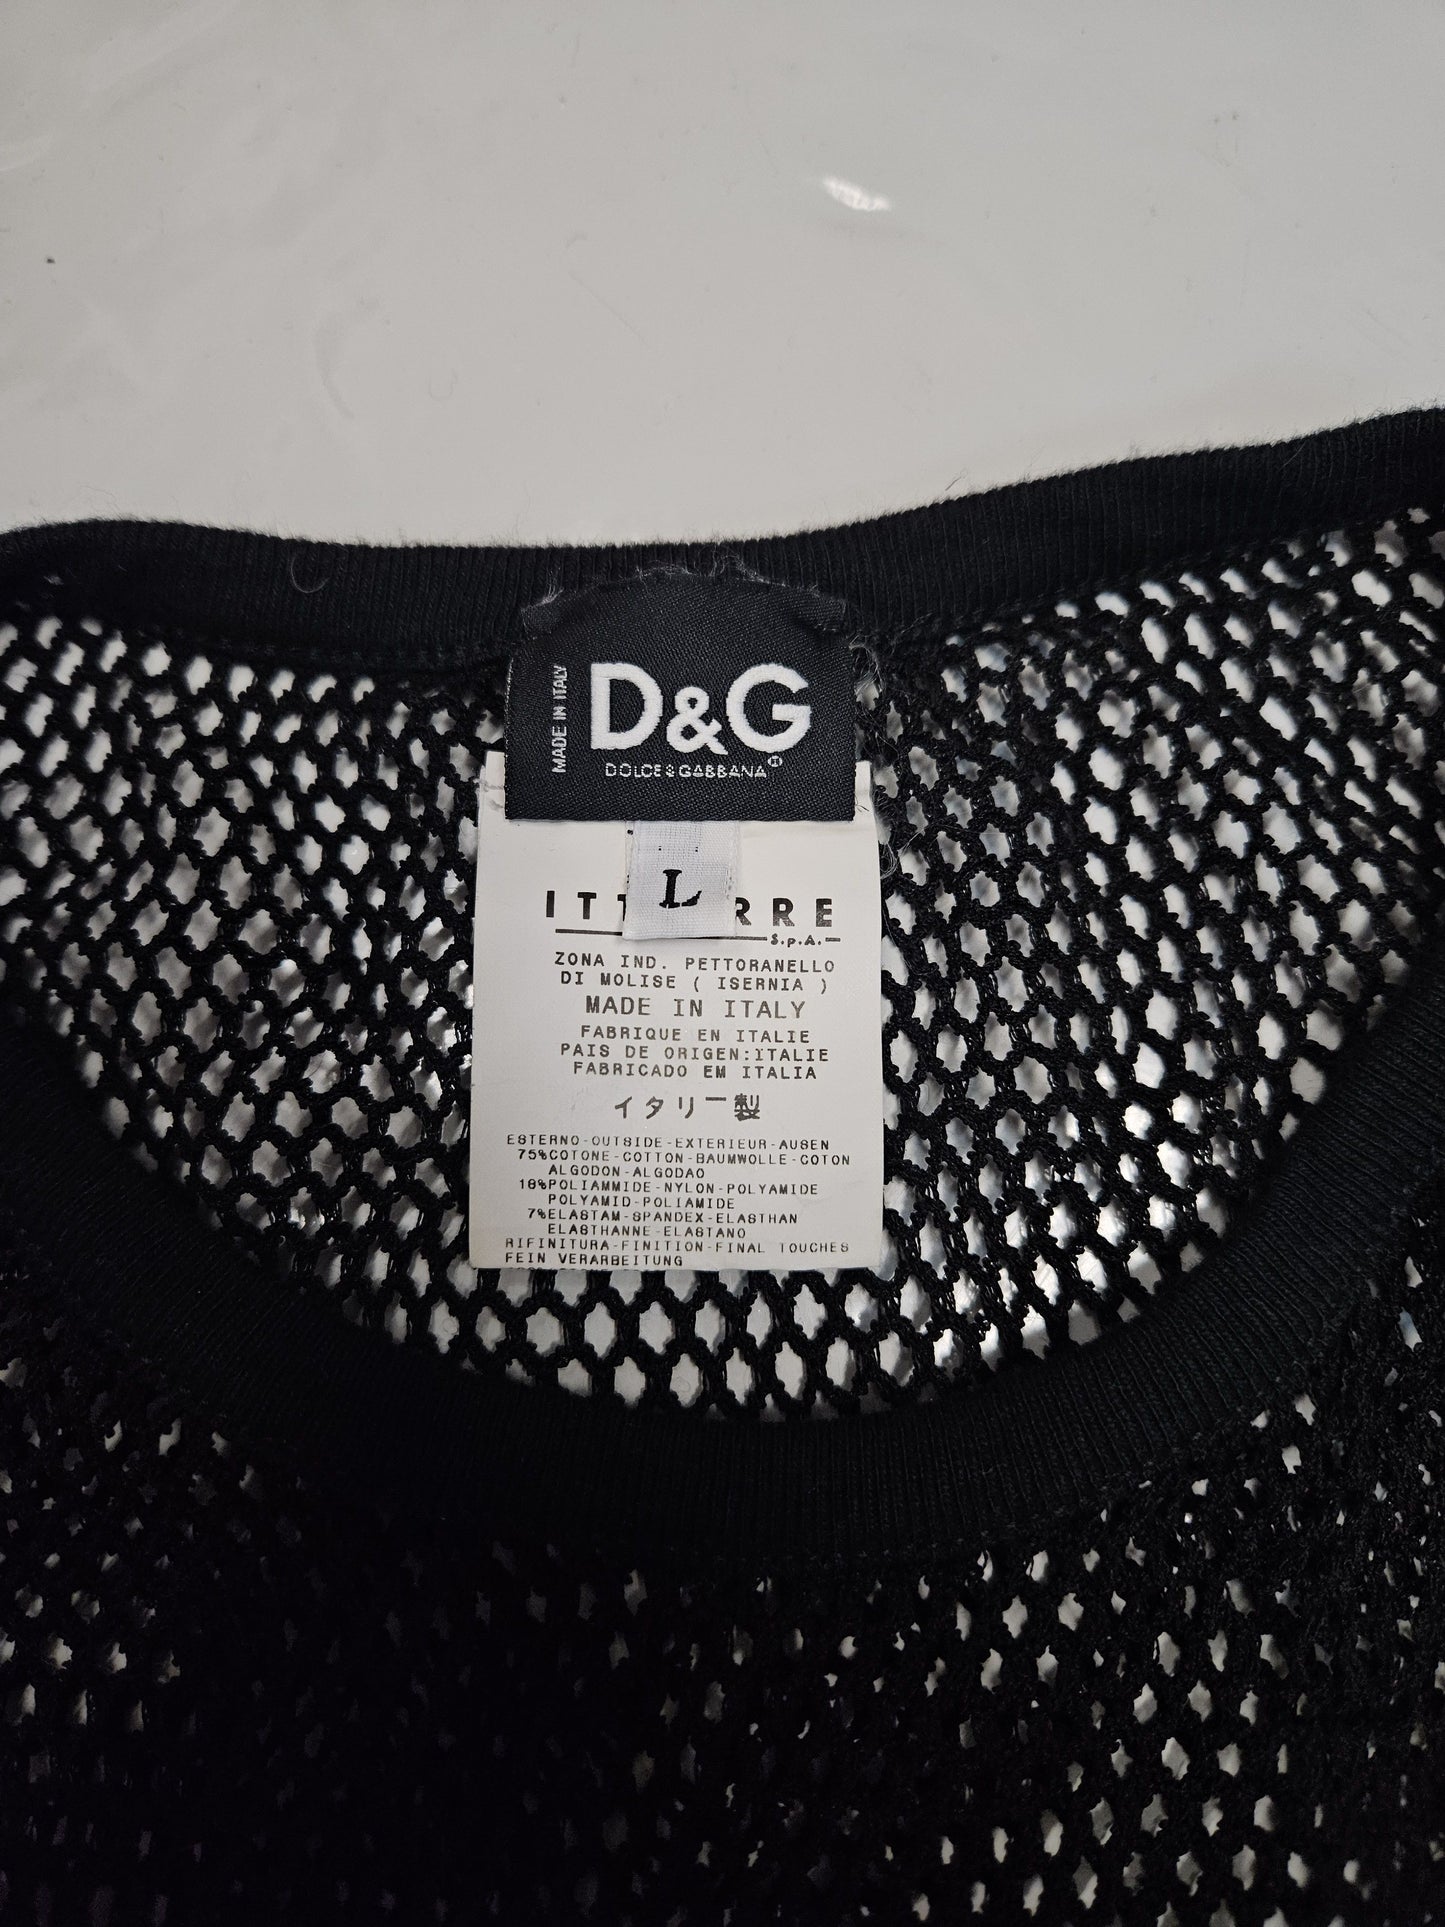 MADE IN ITALY
D&G
DOLCE & GABBANA
L
S.p.A.
ZONA IND. PETTORANELLO
DI MOLISE ( ISERNIA )
MADE IN ITALY
FABRIQUE EN ITALIE
PAIS DE ORIGEN:ITALIE
FABRICADO EM ITALIA
イタリー製
ESTERNO-OUTSIDE-EXTERIEUR-AUSEN
75%COTONE-COTTON-BAUMWOLLE-COTON
ALGODON-ALGODAO
18%POLIAMMIDE-NYLON-POLYAMIDE
POLYAMID-POLIAMIDE
7%ELASTAM-SPANDEX-ELASTHAN
ELASTHANNE-ELASTANO
RIFINITURA-FINITION-FINAL TOUCHES
FEIN VERARBEITUNG